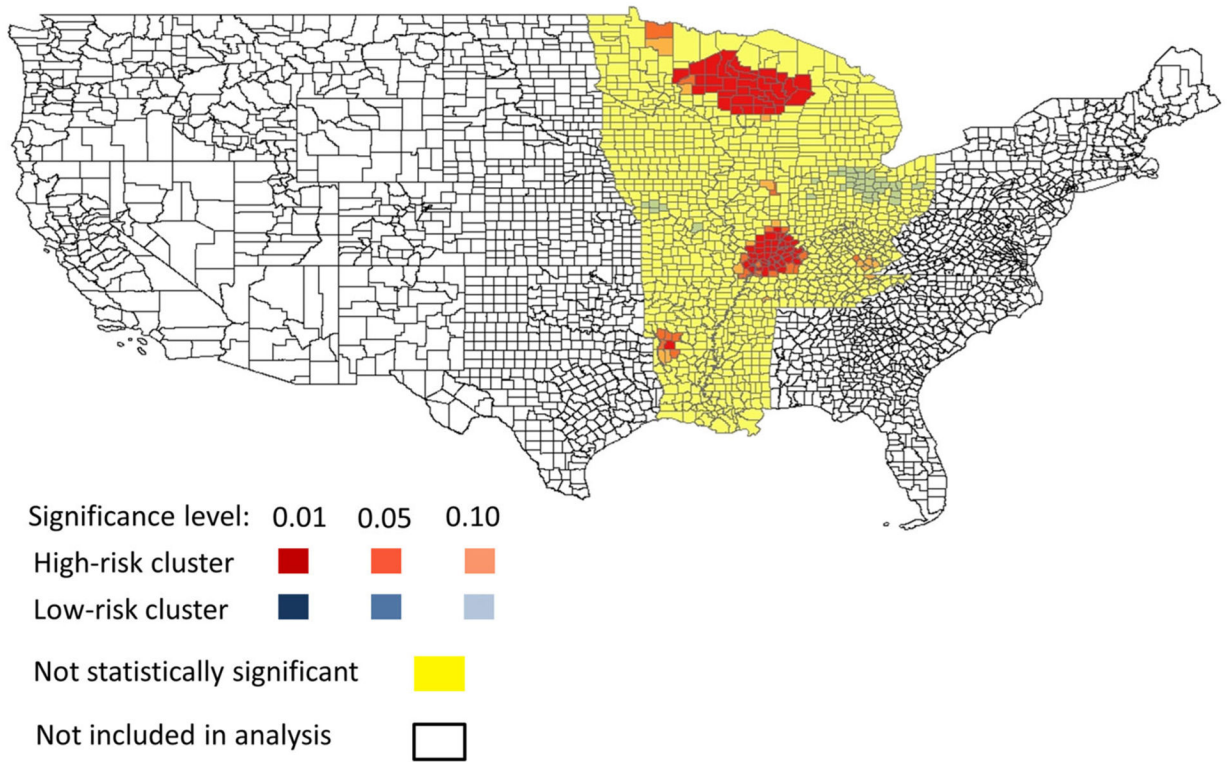 Significance level: 0.01 0.05 0.10
High-risk cluster
Low-risk cluster
Not statistically significant
Not included in analysis